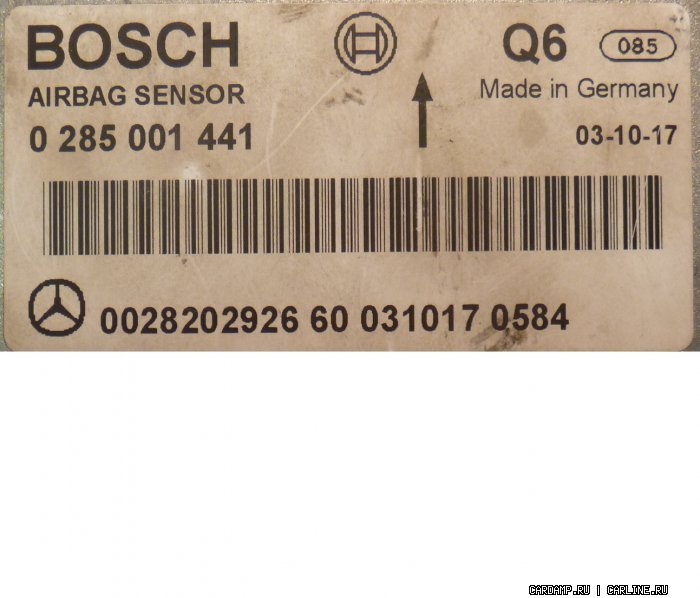 BOSCH Q6 085
AIRBAG SENSOR Made in Germany
0 285 001 441 03-10-17
0028202926 60 031017 0584
CARDAMP.RU | CARLINE.RU